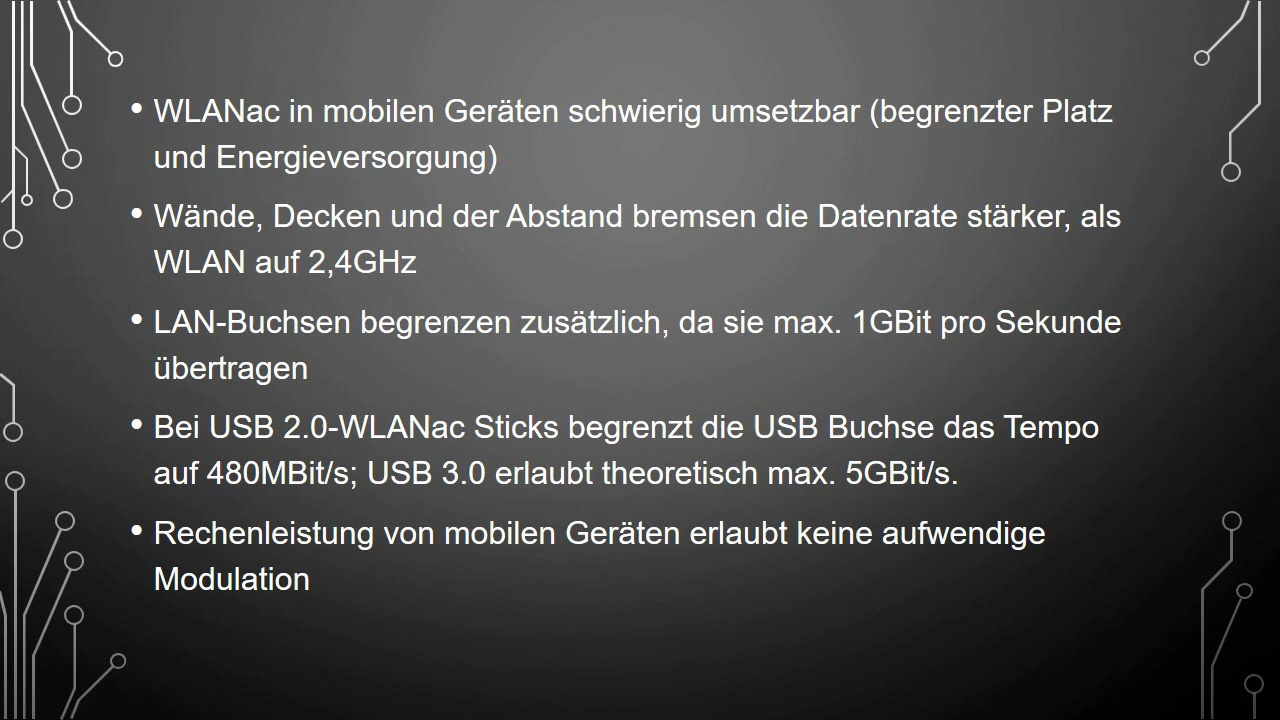 • WLANac in mobilen Geräten schwierig umsetzbar (begrenzter Platz
und Energieversorgung)
• Wände, Decken und der Abstand bremsen die Datenrate stärker, als
WLAN auf 2,4GHz
• LAN-Buchsen begrenzen zusätzlich, da sie max. 1GBit pro Sekunde
übertragen
• Bei USB 2.0-WLANac Sticks begrenzt die USB Buchse das Tempo
auf 480MBit/s; USB 3.0 erlaubt theoretisch max. 5GBit/s.
• Rechenleistung von mobilen Geräten erlaubt keine aufwendige
Modulation